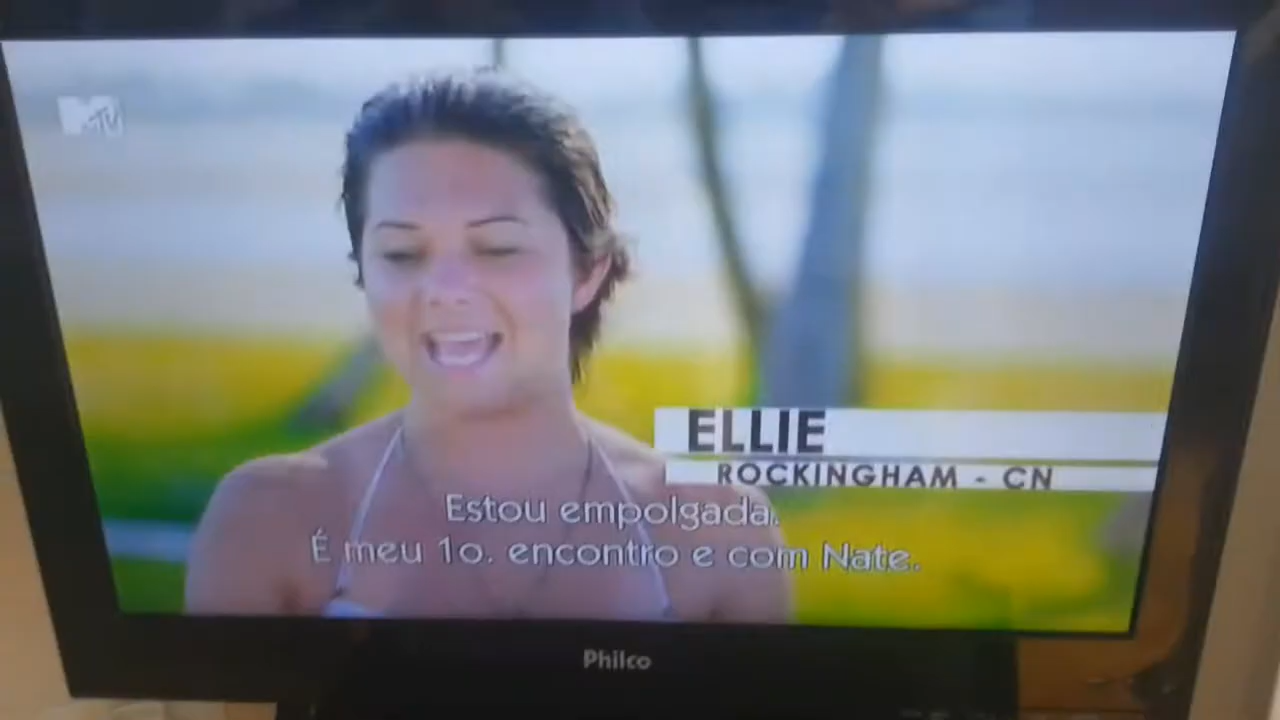 MTV
ELLIE
ROCKINGHAM - CN
Estou empolgada.
É meu 1o. encontro e com Nate.
Philco